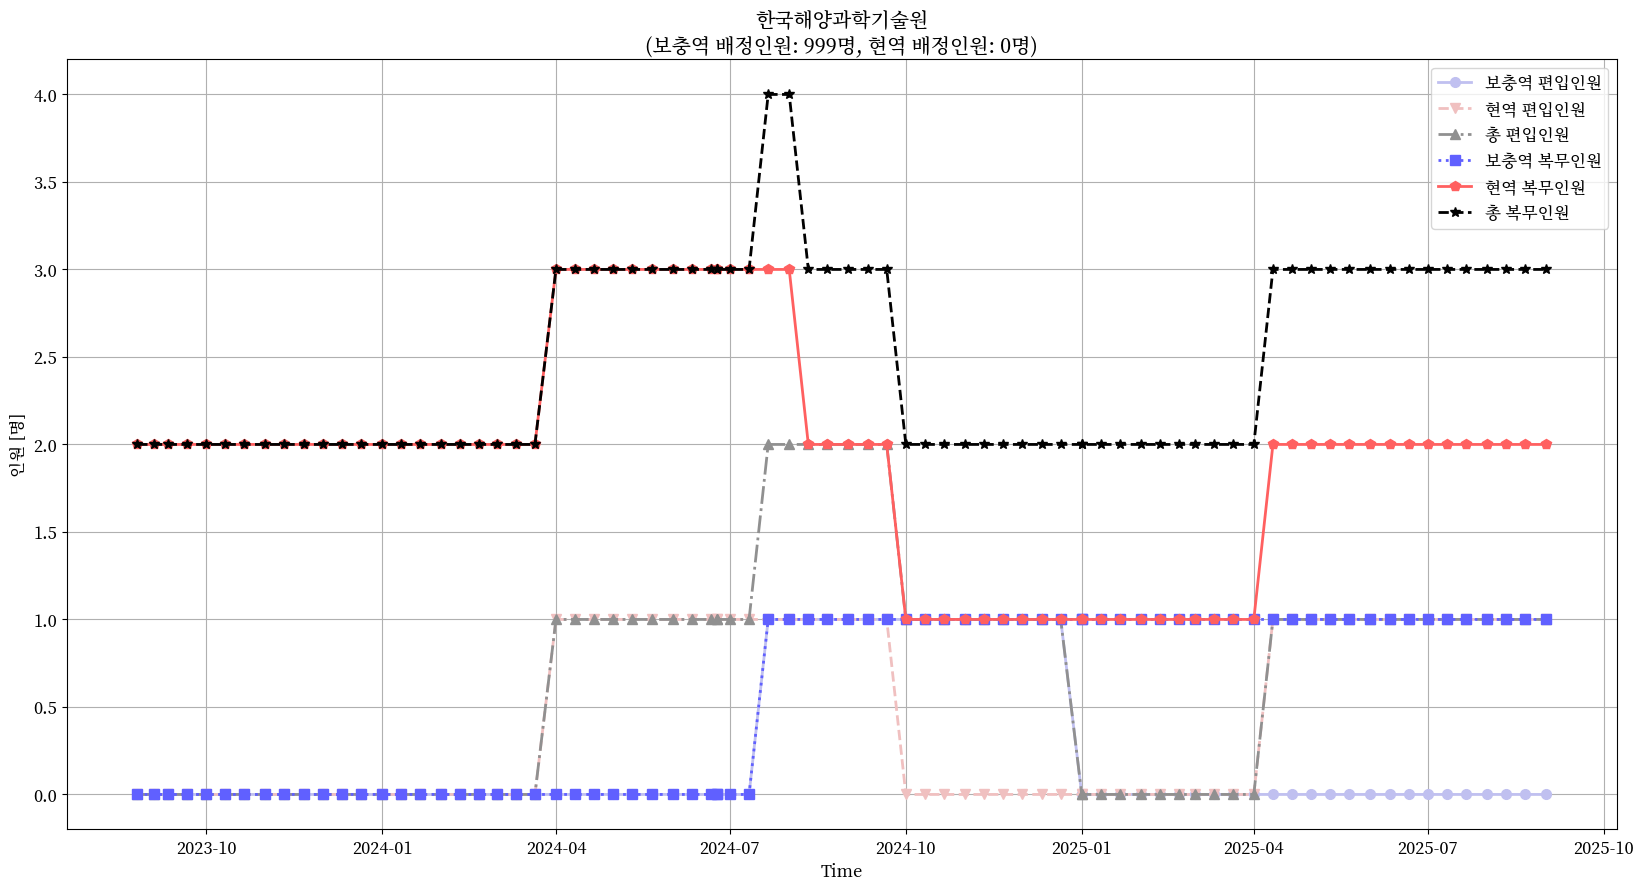 한국해양과학기술원
(보충역 배정인원: 999명, 현역 배정인원: 0명)
보충역 편입인원
현역 편입인원
총 편입인원
보충역 복무인원
현역 복무인원
총 복무인원
인원 [명]
4.0
3.5
3.0
2.5
2.0
1.5
1.0
0.5
0.0
2023-10 2024-01 2024-04 2024-07 2024-10 2025-01 2025-04 2025-07 2025-10
Time